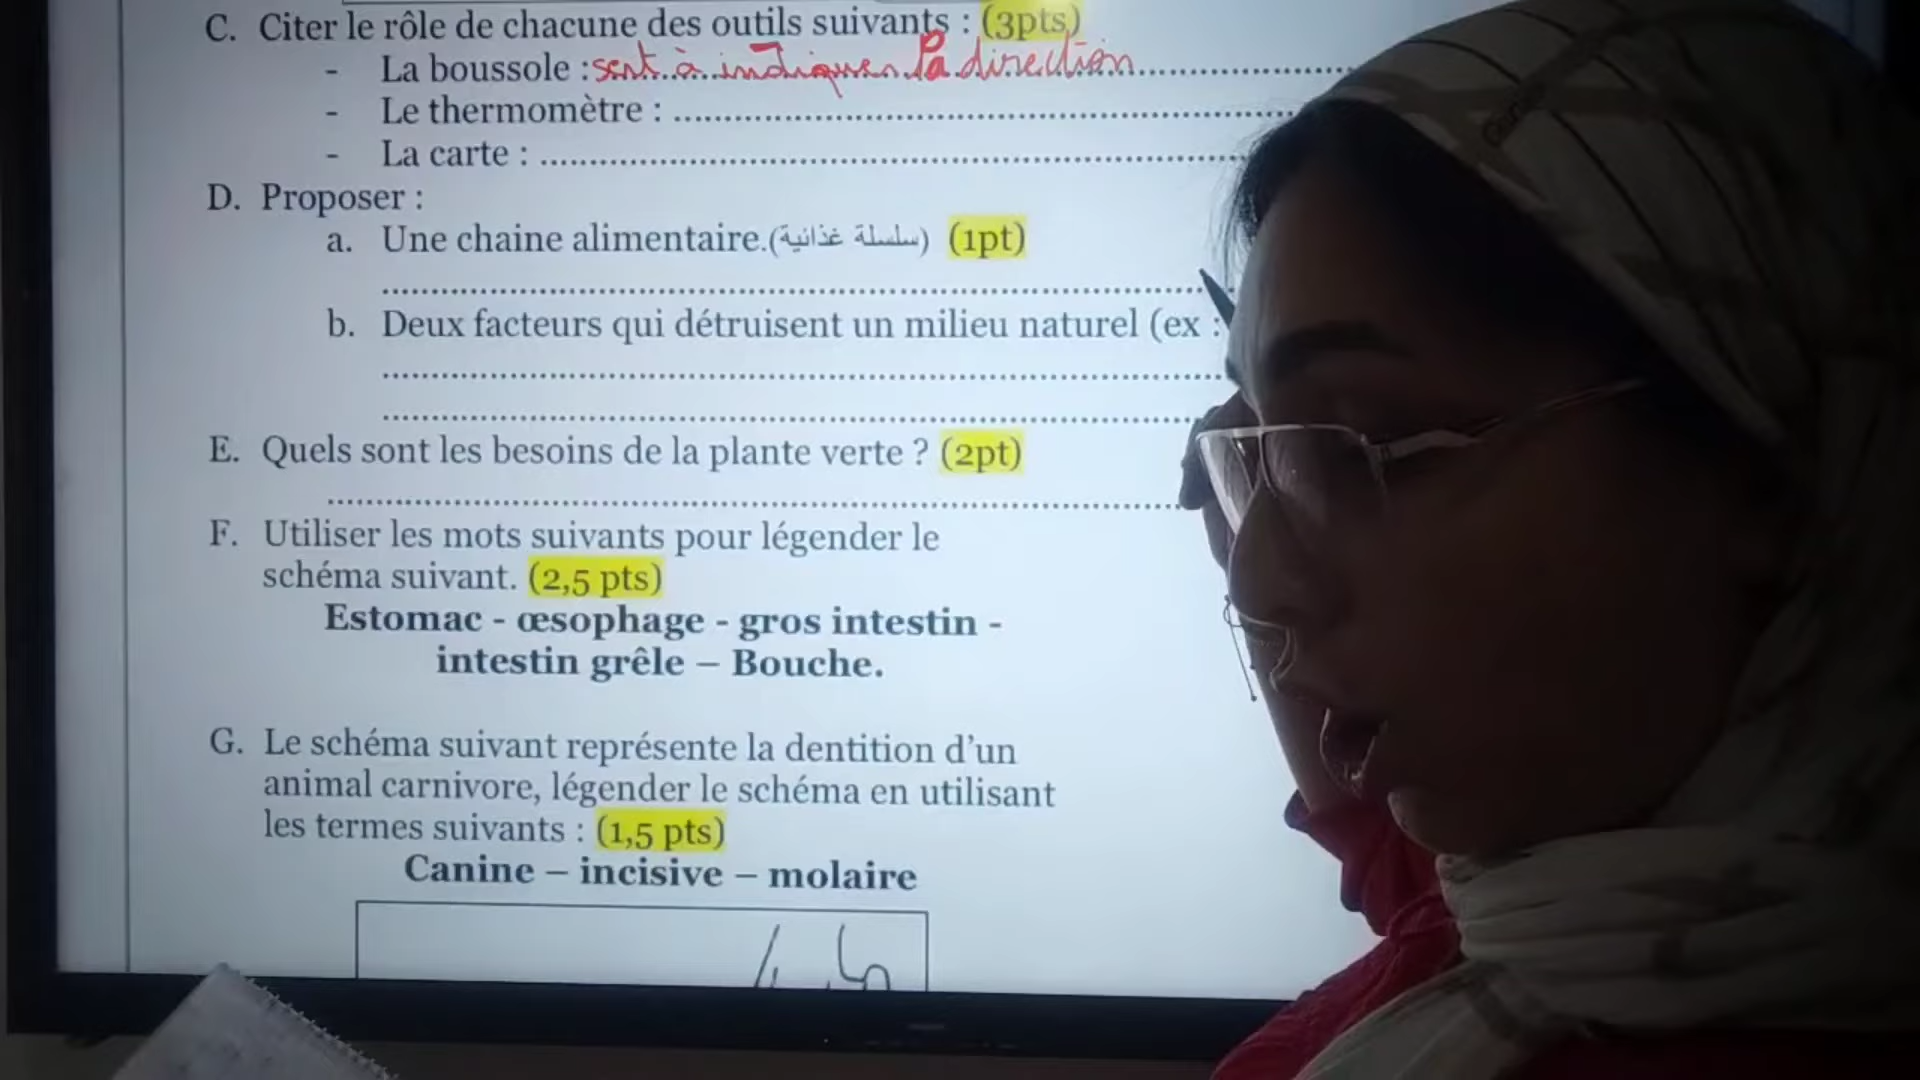 C. Citer le rôle de chacune des outils suivants : (3pts)
- La boussole : sert à indiquer la direction
- Le thermomètre :
- La carte :
D. Proposer :
a. Une chaine alimentaire.(سلسلة غذائية) (1pt)
b. Deux facteurs qui détruisent un milieu naturel (ex :
E. Quels sont les besoins de la plante verte ? (2pt)
F. Utiliser les mots suivants pour légender le
schéma suivant. (2,5 pts)
Estomac - œsophage - gros intestin -
intestin grêle – Bouche.
G. Le schéma suivant représente la dentition d'un
animal carnivore, légender le schéma en utilisant
les termes suivants : (1,5 pts)
Canine – incisive – molaire